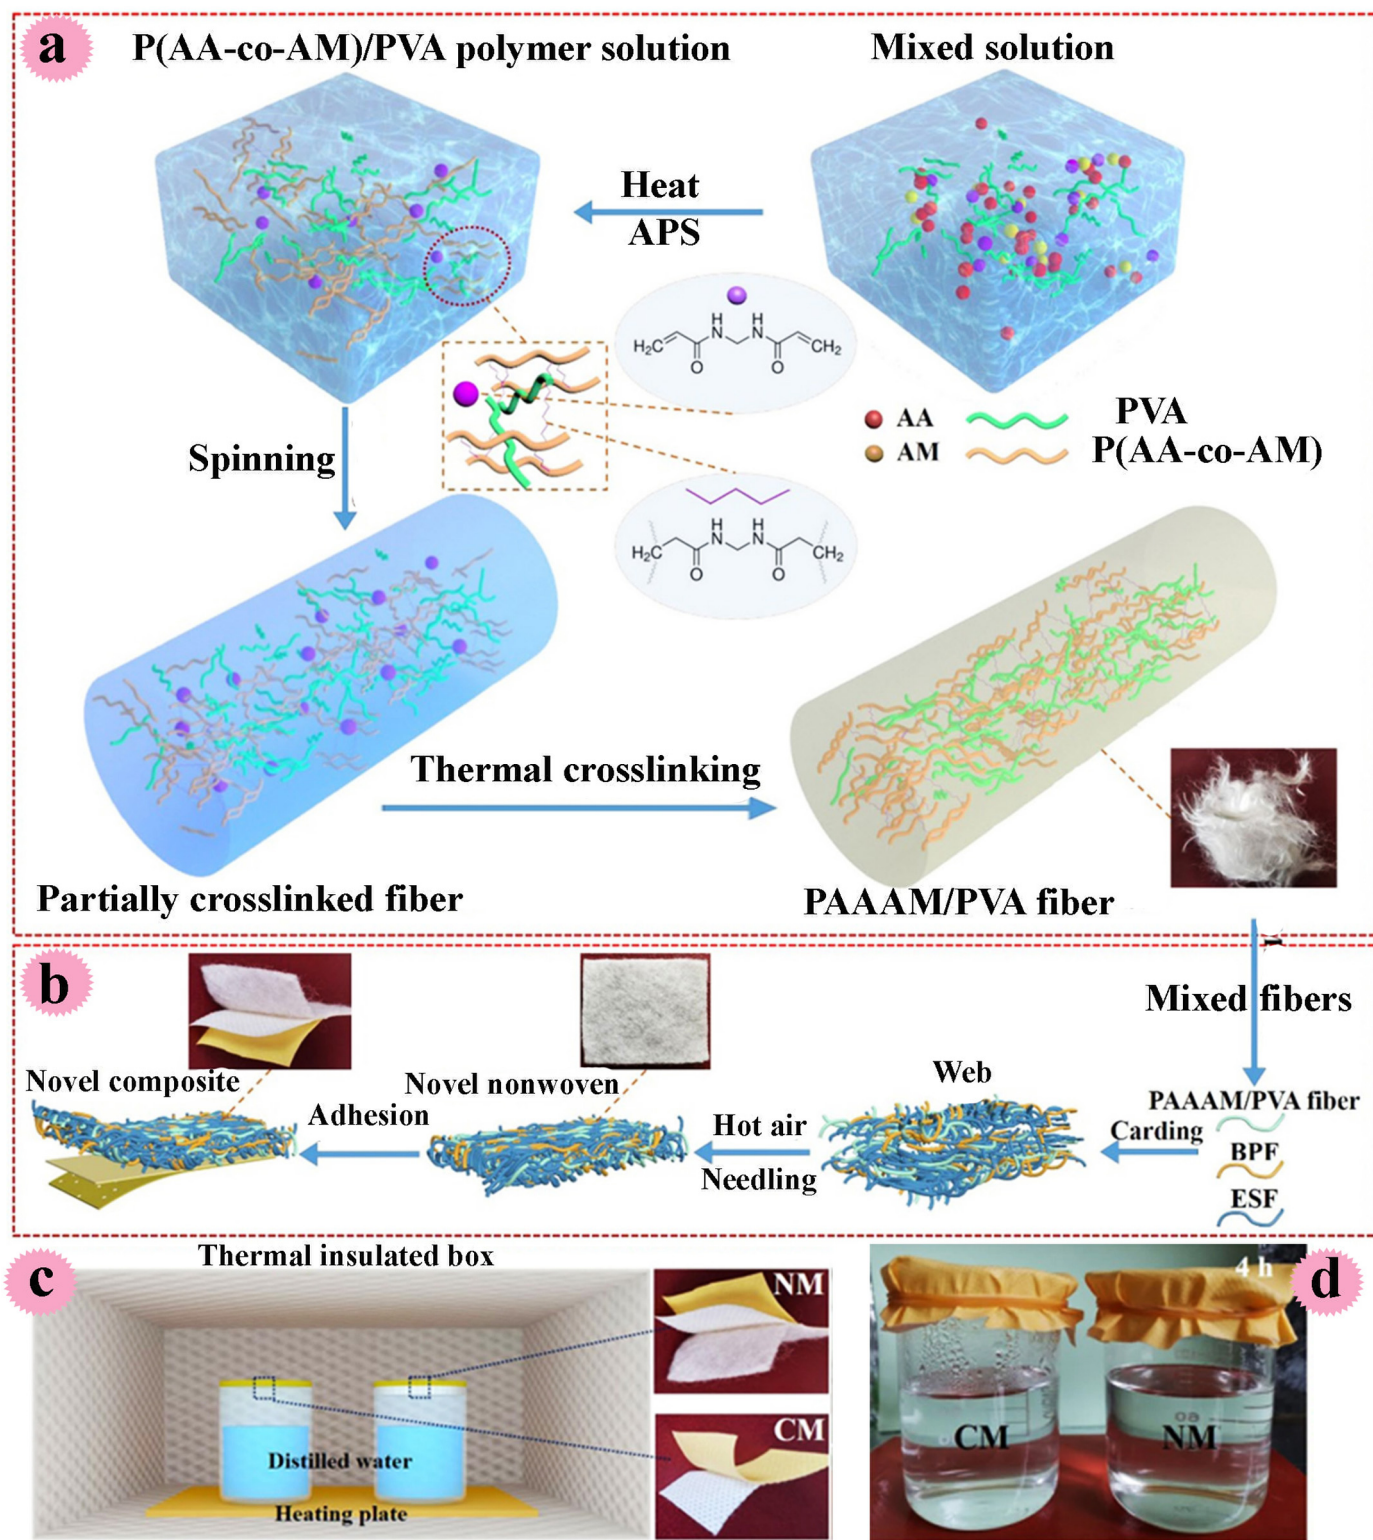 a
P(AA-co-AM)/PVA polymer solution
Mixed solution
Heat
APS
H₂C
O
N
H
N
H
O
CH₂
AA
PVA
AM
P(AA-co-AM)
Spinning
H₂C
O
N
H
N
H
O
CH₂
Thermal crosslinking
Partially crosslinked fiber
PAAAM/PVA fiber
b
Mixed fibers
Novel composite
Adhesion
Novel nonwoven
Hot air
Needling
Web
Carding
PAAAM/PVA fiber
BPF
ESF
c
Thermal insulated box
NM
CM
Distilled water
Heating plate
d
4 h
CM
NM